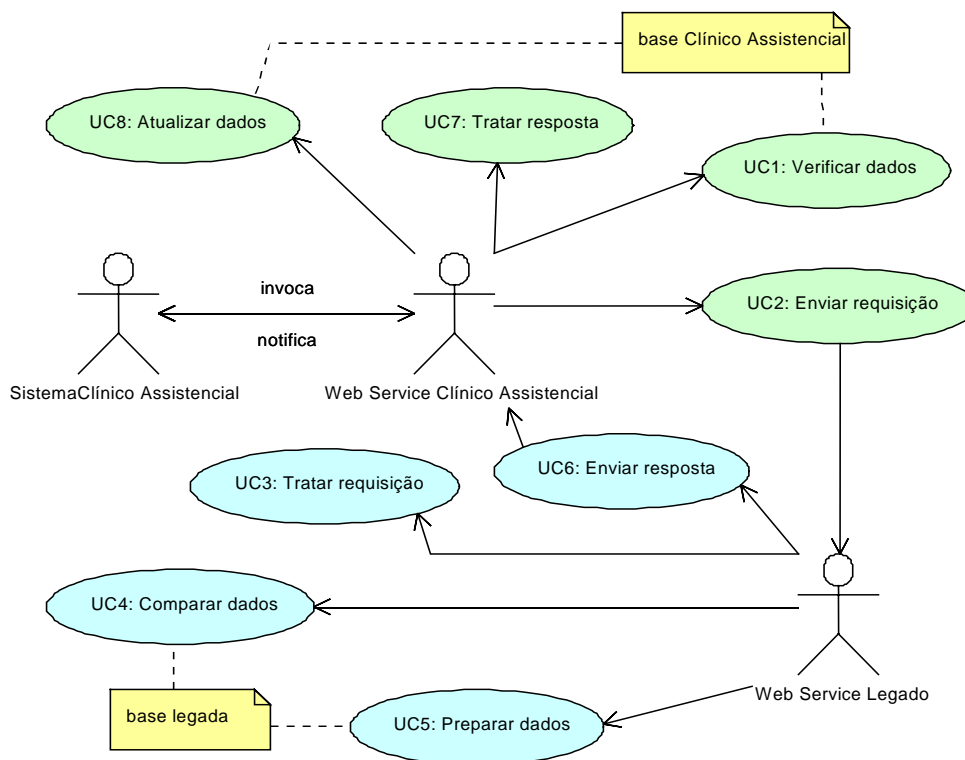 base Clínico Assistencial
UC8: Atualizar dados
UC7: Tratar resposta
UC1: Verificar dados
invoca
UC2: Enviar requisição
notifica
SistemaClínico Assistencial
Web Service Clínico Assistencial
UC6: Enviar resposta
UC3: Tratar requisição
UC4: Comparar dados
Web Service Legado
base legada
UC5: Preparar dados